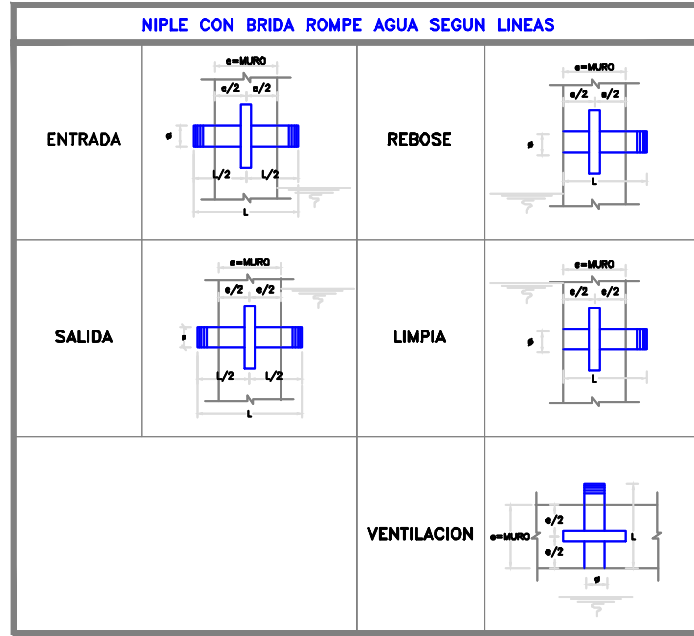 NIPLE CON BRIDA ROMPE AGUA SEGUN LINEAS
ENTRADA
e=MURO
e/2 e/2
ø
L/2 L/2
L
REBOSE
e=MURO
e/2 e/2
ø
L
SALIDA
e=MURO
e/2 e/2
ø
L/2 L/2
L
LIMPIA
e=MURO
e/2 e/2
ø
L
VENTILACION
e=MURO
e/2
e/2
L
ø